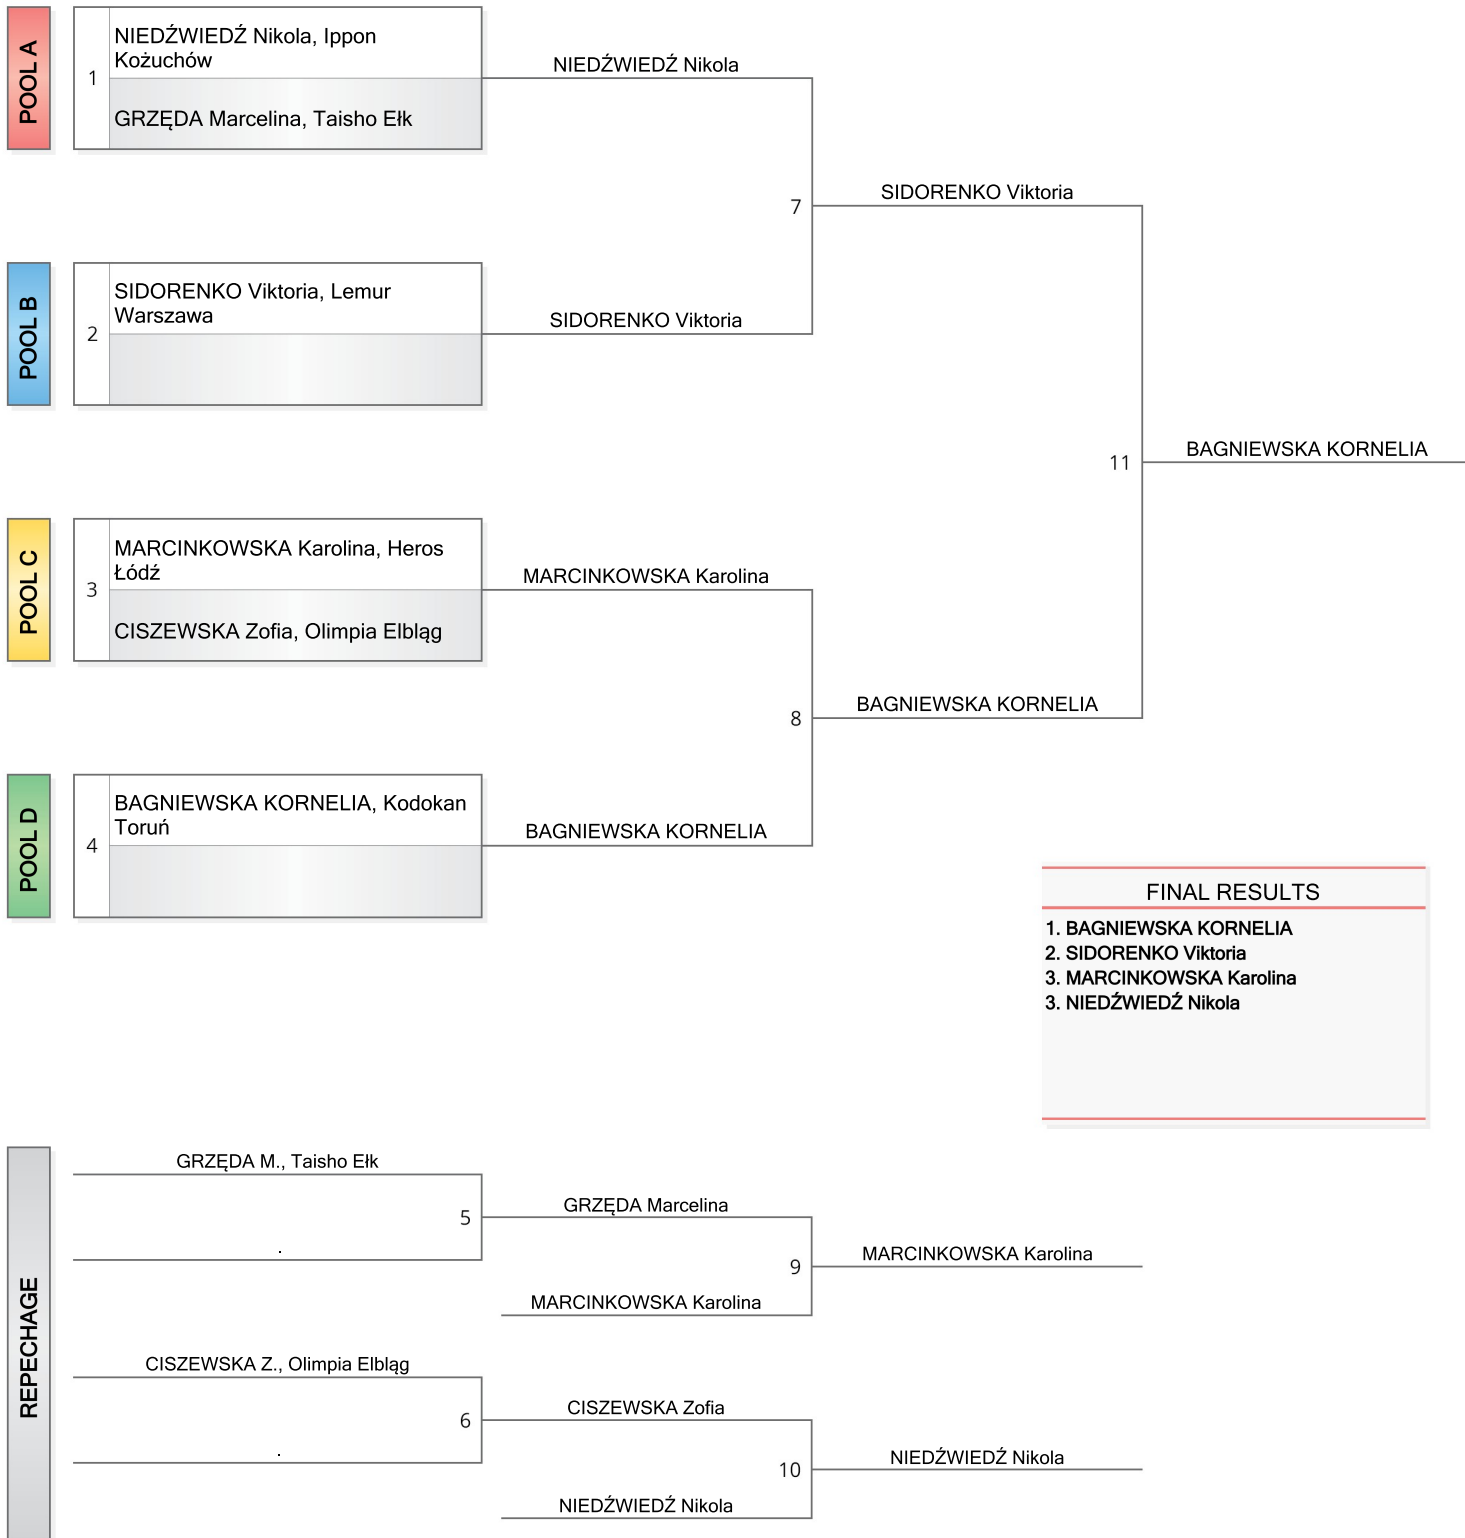 POOL A
1
NIEDŹWIEDŹ Nikola, Ippon
Kożuchów
GRZĘDA Marcelina, Taisho Ełk
NIEDŹWIEDŹ Nikola
7
SIDORENKO Viktoria
POOL B
2
SIDORENKO Viktoria, Lemur
Warszawa
SIDORENKO Viktoria
11
BAGNIEWSKA KORNELIA
POOL C
3
MARCINKOWSKA Karolina, Heros
Łódź
CISZEWSKA Zofia, Olimpia Elbląg
MARCINKOWSKA Karolina
8
BAGNIEWSKA KORNELIA
POOL D
4
BAGNIEWSKA KORNELIA, Kodokan
Toruń
BAGNIEWSKA KORNELIA
FINAL RESULTS
1. BAGNIEWSKA KORNELIA
2. SIDORENKO Viktoria
3. MARCINKOWSKA Karolina
3. NIEDŹWIEDŹ Nikola
REPECHAGE
GRZĘDA M., Taisho Ełk
5
.
GRZĘDA Marcelina
9
MARCINKOWSKA Karolina
MARCINKOWSKA Karolina
CISZEWSKA Z., Olimpia Elbląg
6
.
CISZEWSKA Zofia
10
NIEDŹWIEDŹ Nikola
NIEDŹWIEDŹ Nikola